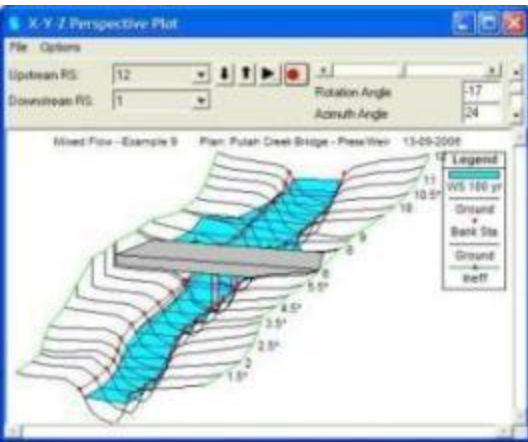 X-Y-Z Perspective Plot
File Options
Upstream RS: 12
Downstream RS: 1
Rotation Angle -17
Azimuth Angle 24
Mixed Flow - Example 9 Plan: Putah Creek Bridge - Press/Weir 13-09-2006
Legend
WS 100 yr
Ground
Bank Sta
Ground
Ineff
12
11
10.5*
10
9
8
6
5.5*
4.5*
3.5*
2.5*
2
1.5*